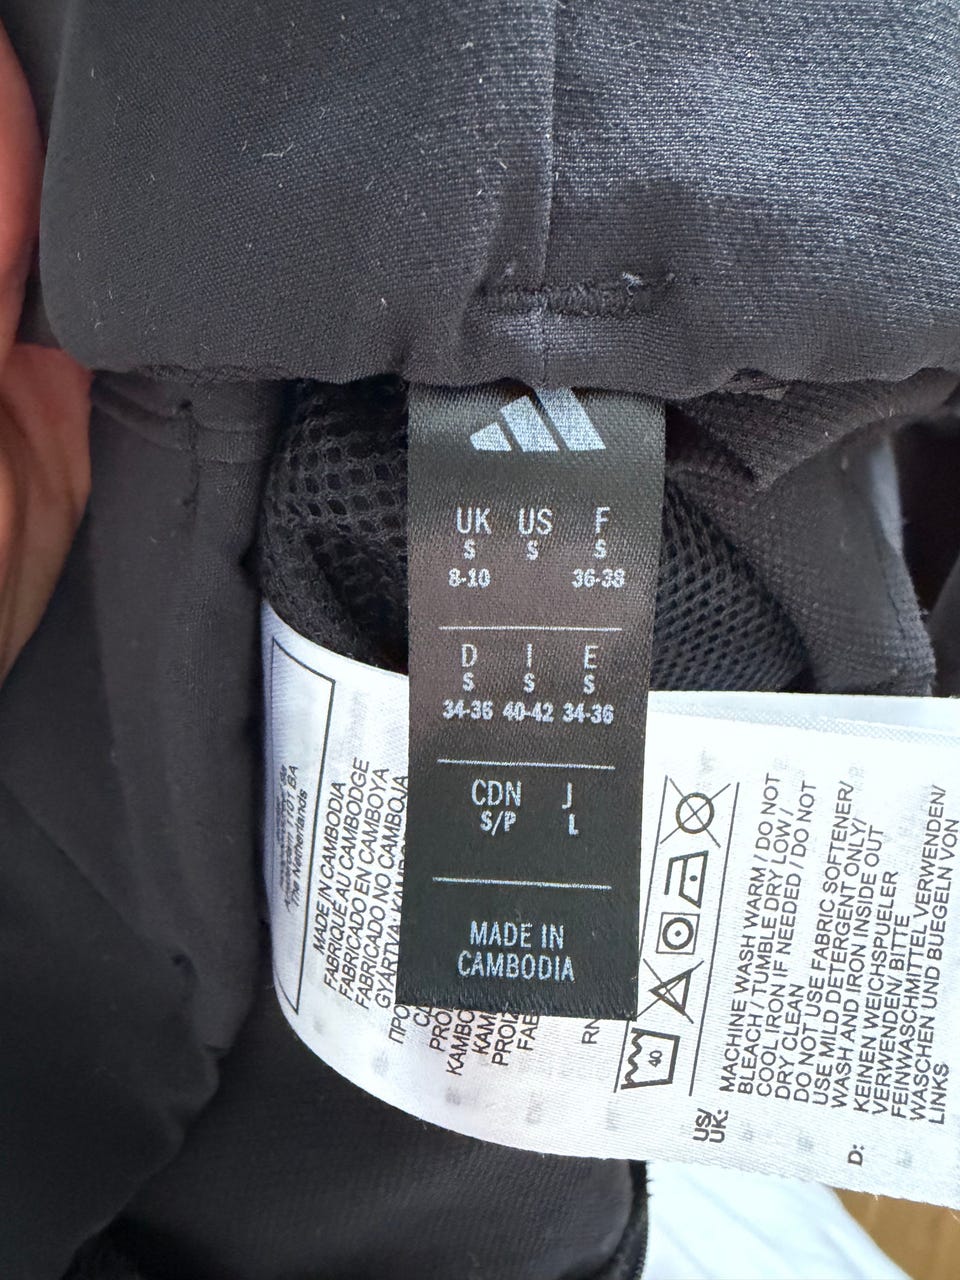 UK US F
S S S
8-10 36-38
D I E
S S S
34-36 40-42 34-36
CDN J
S/P L
MADE IN
CAMBODIA
1101 BA
The Netherlands
MADE IN CAMBODIA
FABRIQUÉ AU CAMBODGE
FABRICADO EN CAMBOYA
FABRICADO NO CAMBOJA
40
US/
UK:
MACHINE WASH WARM / DO NOT
BLEACH / TUMBLE DRY LOW /
COOL IRON IF NEEDED / DO NOT
DRY CLEAN
DO NOT USE FABRIC SOFTENER/
USE MILD DETERGENT ONLY/
WASH AND IRON INSIDE OUT
D:
KEINEN WEICHSPUELER
VERWENDEN/ BITTE
FEINWASCHMITTEL VERWENDEN/
WASCHEN UND BUEGELN VON
LINKS